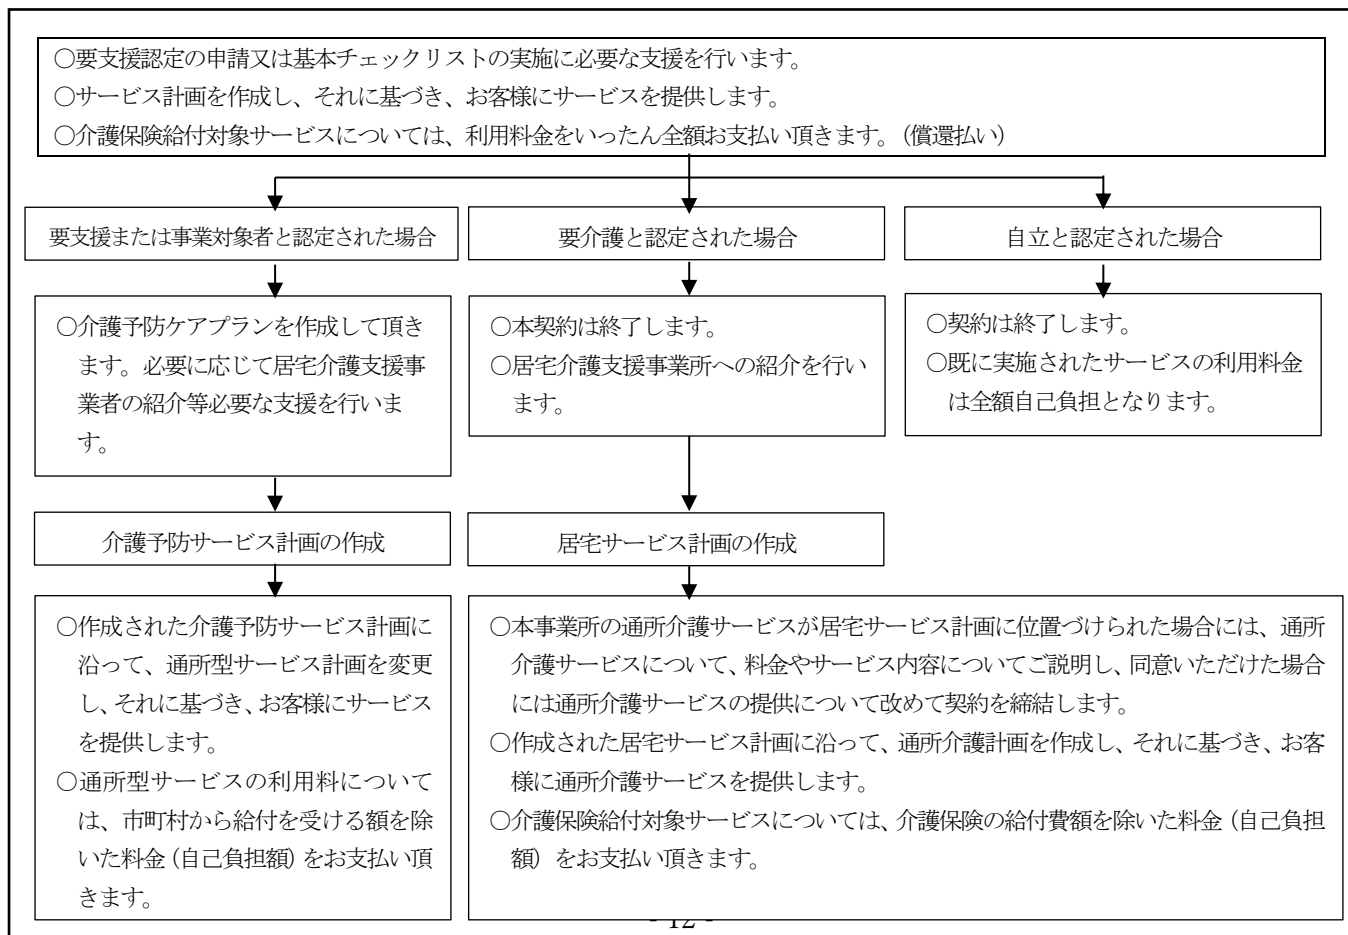 ○要支援認定の申請又は基本チェックリストの実施に必要な支援を行います。
○サービス計画を作成し、それに基づき、お客様にサービスを提供します。
○介護保険給付対象サービスについては、利用料金をいったん全額お支払い頂きます。（償還払い）
要支援または事業対象者と認定された場合
要介護と認定された場合
自立と認定された場合
○介護予防ケアプランを作成して頂き
ます。必要に応じて居宅介護支援事
業者の紹介等必要な支援を行いま
す。
○本契約は終了します。
○居宅介護支援事業所への紹介を行い
ます。
○契約は終了します。
○既に実施されたサービスの利用料金
は全額自己負担となります。
介護予防サービス計画の作成
居宅サービス計画の作成
○作成された介護予防サービス計画に
沿って、通所型サービス計画を変更
し、それに基づき、お客様にサービス
を提供します。
○通所型サービスの利用料について
は、市町村から給付を受ける額を除
いた料金（自己負担額）をお支払い頂
きます。
○本事業所の通所介護サービスが居宅サービス計画に位置づけられた場合には、通所
介護サービスについて、料金やサービス内容についてご説明し、同意いただけた場合
には通所介護サービスの提供について改めて契約を締結します。
○作成された居宅サービス計画に沿って、通所介護計画を作成し、それに基づき、お客
様に通所介護サービスを提供します。
○介護保険給付対象サービスについては、介護保険の給付費額を除いた料金（自己負担
額）をお支払い頂きます。
- 12 -